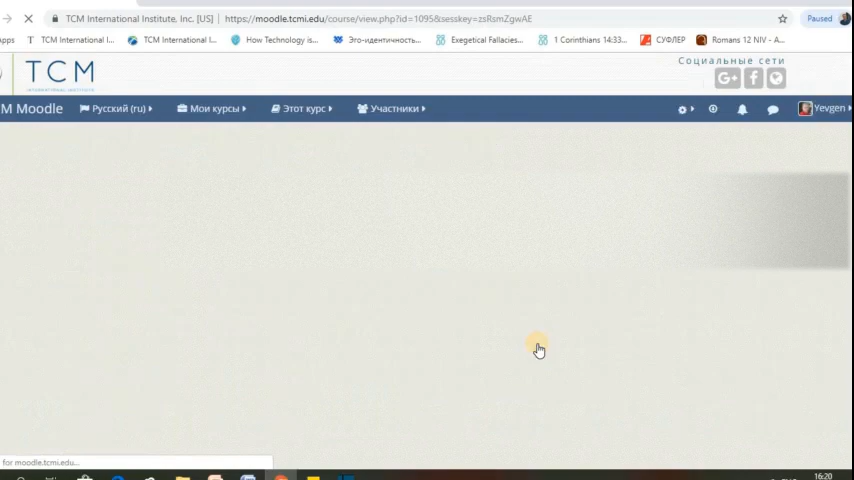 TCM International Institute, Inc. [US] | https://moodle.tcmi.edu/course/view.php?id=1095&sesskey=zsRsmZgwAE
Paused
Apps TCM International I... TCM International I... How Technology is... Эго-идентичность... Exegetical Fallacies... 1 Corinthians 14:33... СУФЛЕР Romans 12 NIV - A...
TCM
INTERNATIONAL INSTITUTE
Социальные сети
M Moodle Русский (ru) Мои курсы Этот курс Участники Yevgen
for moodle.tcmi.edu...
16:20